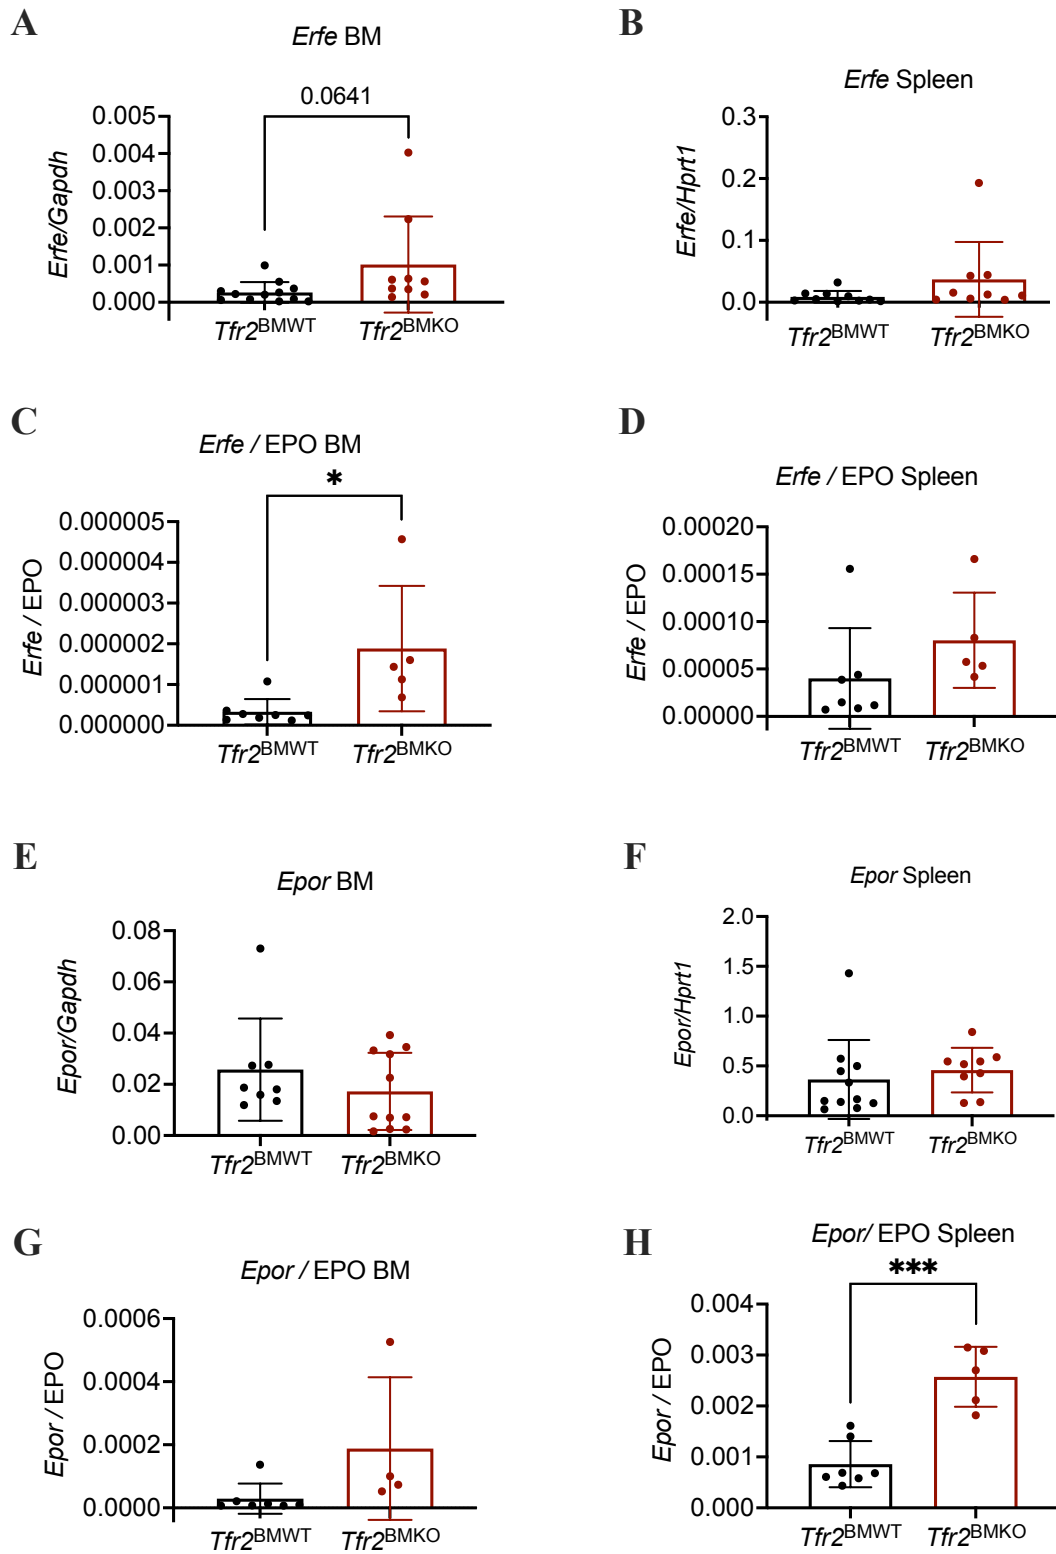 A
Erfe BM
0.0641
0.005
0.004
0.003
0.002
0.001
0.000
Erfe/Gapdh
Tfr2BMWT
Tfr2BMKO
B
Erfe Spleen
0.3
0.2
0.1
0.0
Erfe/Hprt1
Tfr2BMWT
Tfr2BMKO
C
Erfe / EPO BM
*
0.000005
0.000004
0.000003
0.000002
0.000001
0.000000
Erfe / EPO
Tfr2BMWT
Tfr2BMKO
D
Erfe / EPO Spleen
0.00020
0.00015
0.00010
0.00005
0.00000
Erfe / EPO
Tfr2BMWT
Tfr2BMKO
E
Epor BM
0.08
0.06
0.04
0.02
0.00
Epor/Gapdh
Tfr2BMWT
Tfr2BMKO
F
Epor Spleen
2.0
1.5
1.0
0.5
0.0
Epor/Hprt1
Tfr2BMWT
Tfr2BMKO
G
Epor / EPO BM
0.0006
0.0004
0.0002
0.0000
Epor / EPO
Tfr2BMWT
Tfr2BMKO
H
Epor/ EPO Spleen
***
0.004
0.003
0.002
0.001
0.000
Epor / EPO
Tfr2BMWT
Tfr2BMKO